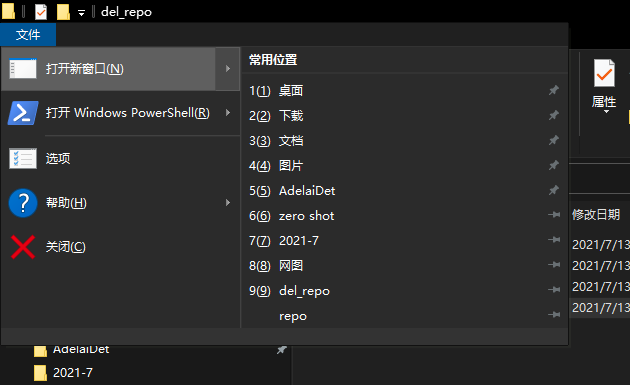 del_repo
文件
打开新窗口(N)
打开 Windows PowerShell(R)
选项
帮助(H)
关闭(C)
常用位置
1(1) 桌面
2(2) 下载
3(3) 文档
4(4) 图片
5(5) AdelaiDet
6(6) zero shot
7(7) 2021-7
8(8) 网图
9(9) del_repo
repo
属性
修改日期
2021/7/13
2021/7/13
2021/7/13
2021/7/13
AdelaiDet
2021-7